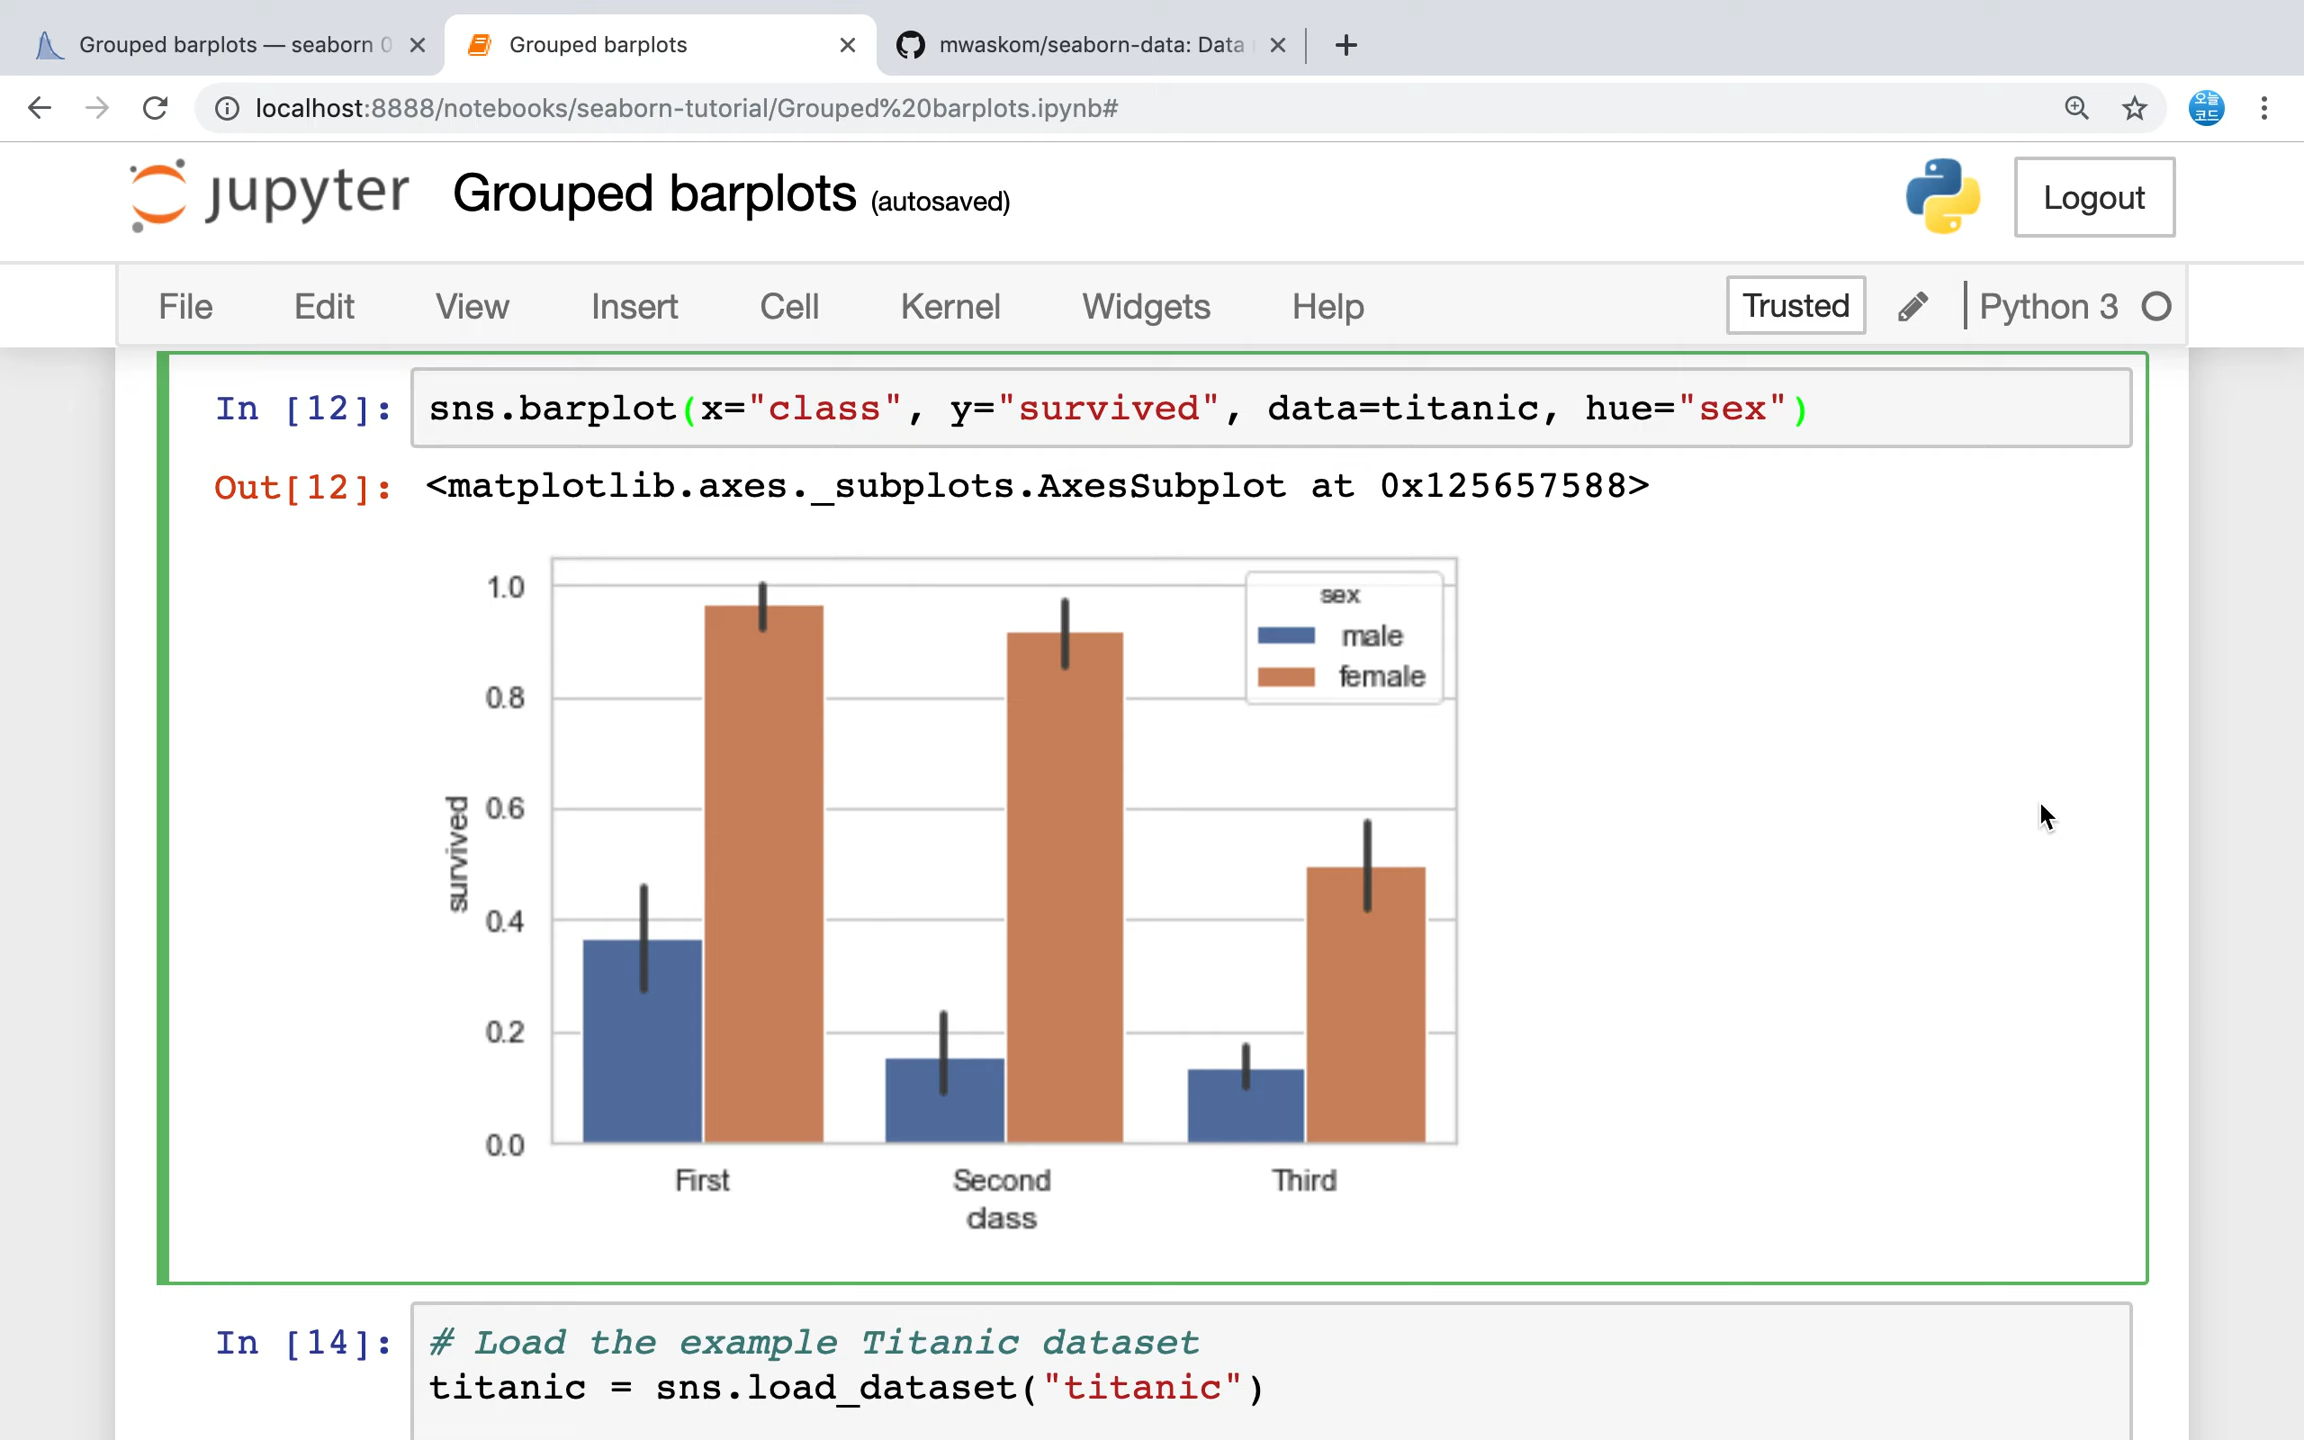 Grouped barplots — seaborn 0
Grouped barplots
mwaskom/seaborn-data: Data
localhost:8888/notebooks/seaborn-tutorial/Grouped%20barplots.ipynb#
오늘
코드
jupyter Grouped barplots (autosaved)
Logout
File Edit View Insert Cell Kernel Widgets Help Trusted Python 3
In [12]: sns.barplot(x="class", y="survived", data=titanic, hue="sex")
Out[12]: <matplotlib.axes._subplots.AxesSubplot at 0x125657588>
1.0
0.8
0.6
0.4
0.2
0.0
survived
sex
male
female
First Second Third
class
In [14]: # Load the example Titanic dataset
titanic = sns.load_dataset("titanic")